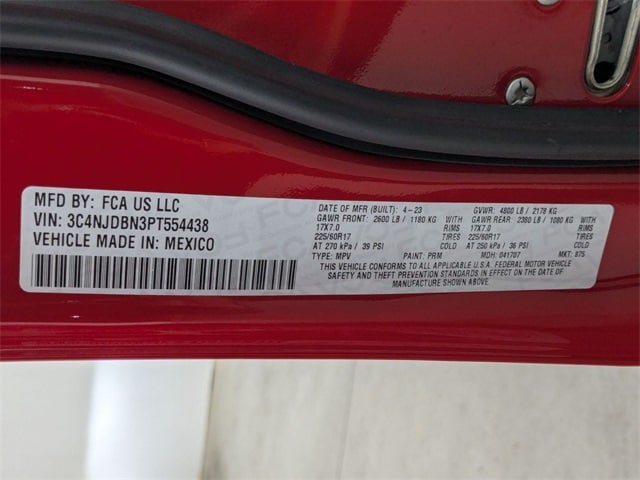 MFD BY: FCA US LLC
VIN: 3C4NJDBN3PT554438
VEHICLE MADE IN: MEXICO
DATE OF MFR (BUILT): 4-23 GVWR: 4800 LB / 2178 KG
GAWR FRONT: 2600 LB / 1180 KG WITH GAWR REAR: 2380 LB / 1080 KG WITH
17X7.0 RIMS 17X7.0 RIMS
225/60R17 TIRES 225/60R17 TIRES
AT 270 kPa / 39 PSI COLD AT 250 kPa / 36 PSI COLD
TYPE: MPV PAINT: PRM MDH: 041707 MKT: 875
THIS VEHICLE CONFORMS TO ALL APPLICABLE U.S.A. FEDERAL MOTOR VEHICLE
SAFETY AND THEFT PREVENTION STANDARDS IN EFFECT ON THE DATE OF
MANUFACTURE SHOWN ABOVE.